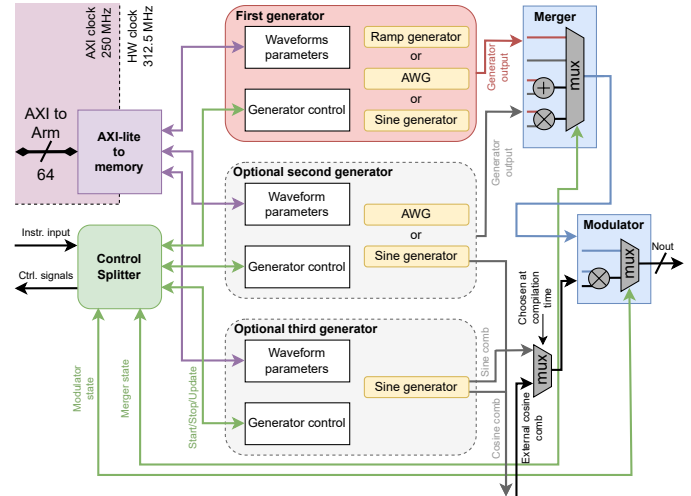 AXI clock
250 MHz
HW clock
312.5 MHz
AXI to
Arm
64
AXI-lite
to
memory
Instr. input
Ctrl. signals
Control
Splitter
Modulator
state
Merger state
Start/Stop/Update
First generator
Waveforms
parameters
Generator control
Ramp generator
or
AWG
or
Sine generator
Generator
output
Optional second generator
Waveform
parameters
Generator control
AWG
or
Sine generator
Generator
output
Optional third generator
Waveform
parameters
Generator control
Sine generator
Sine comb
Cosine comb
External cosine
comb
Choosen at
compilation
time
mux
Merger
mux
Modulator
mux
Nout